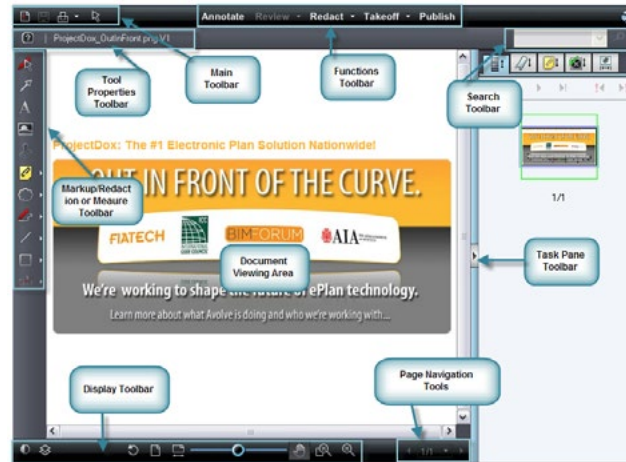 Annotate Review Redact Takeoff Publish
ProjectDox_OutInFront.png V1
Tool
Properties
Toolbar
Main
Toolbar
Functions
Toolbar
Search
Toolbar
ProjectDox: The #1 Electronic Plan Solution Nationwide!
OUT IN FRONT OF THE CURVE.
1/1
Markup/Redact
ion or Meaure
Toolbar
FIATECH
BIMFORUM
AIA
Document
Viewing Area
Task Pane
Toolbar
We're working to shape the future of ePlan technology.
Learn more about what Avolve is doing and who we're working with...
Display Toolbar
Page Navigation
Tools
1/1